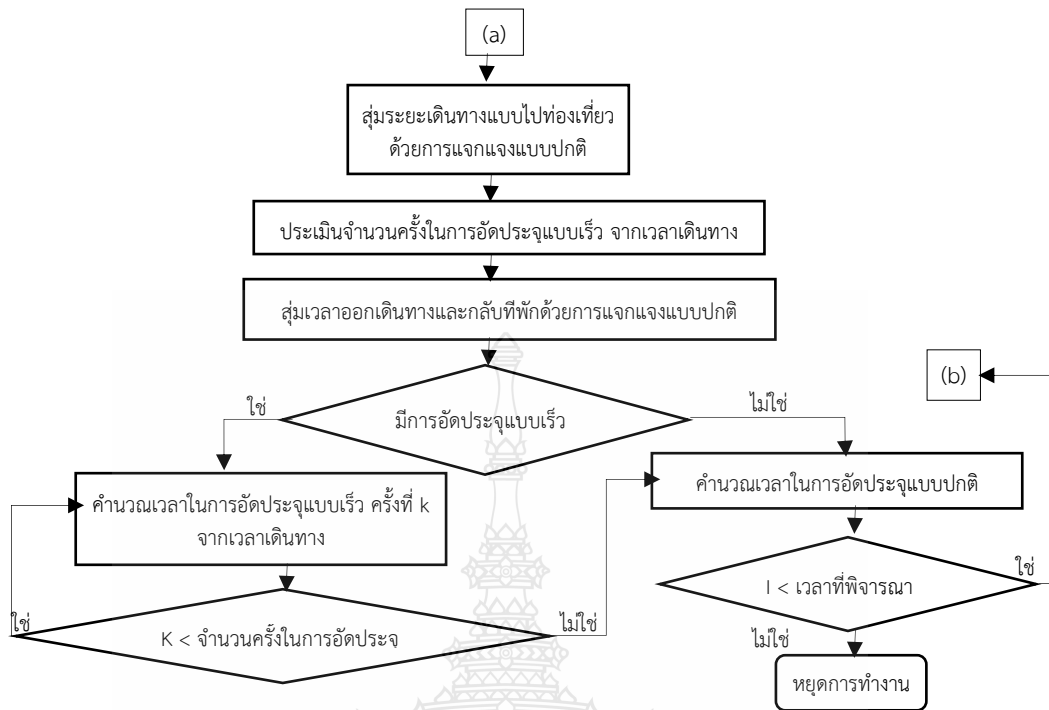 (a)
สุ่มระยะเดินทางแบบไปท่องเที่ยว
ด้วยการแจกแจงแบบปกติ
ประเมินจำนวนครั้งในการอัดประจุแบบเร็ว จากเวลาเดินทาง
สุ่มเวลาออกเดินทางและกลับทีพักด้วยการแจกแจงแบบปกติ
(b)
ใช่
มีการอัดประจุแบบเร็ว
ไม่ใช่
คำนวณเวลาในการอัดประจุแบบเร็ว ครั้งที่ k
จากเวลาเดินทาง
คำนวณเวลาในการอัดประจุแบบปกติ
ใช่
I < เวลาที่พิจารณา
ใช่
K < จำนวนครั้งในการอัดประจ
ไม่ใช่
ไม่ใช่
หยุดการทำงาน